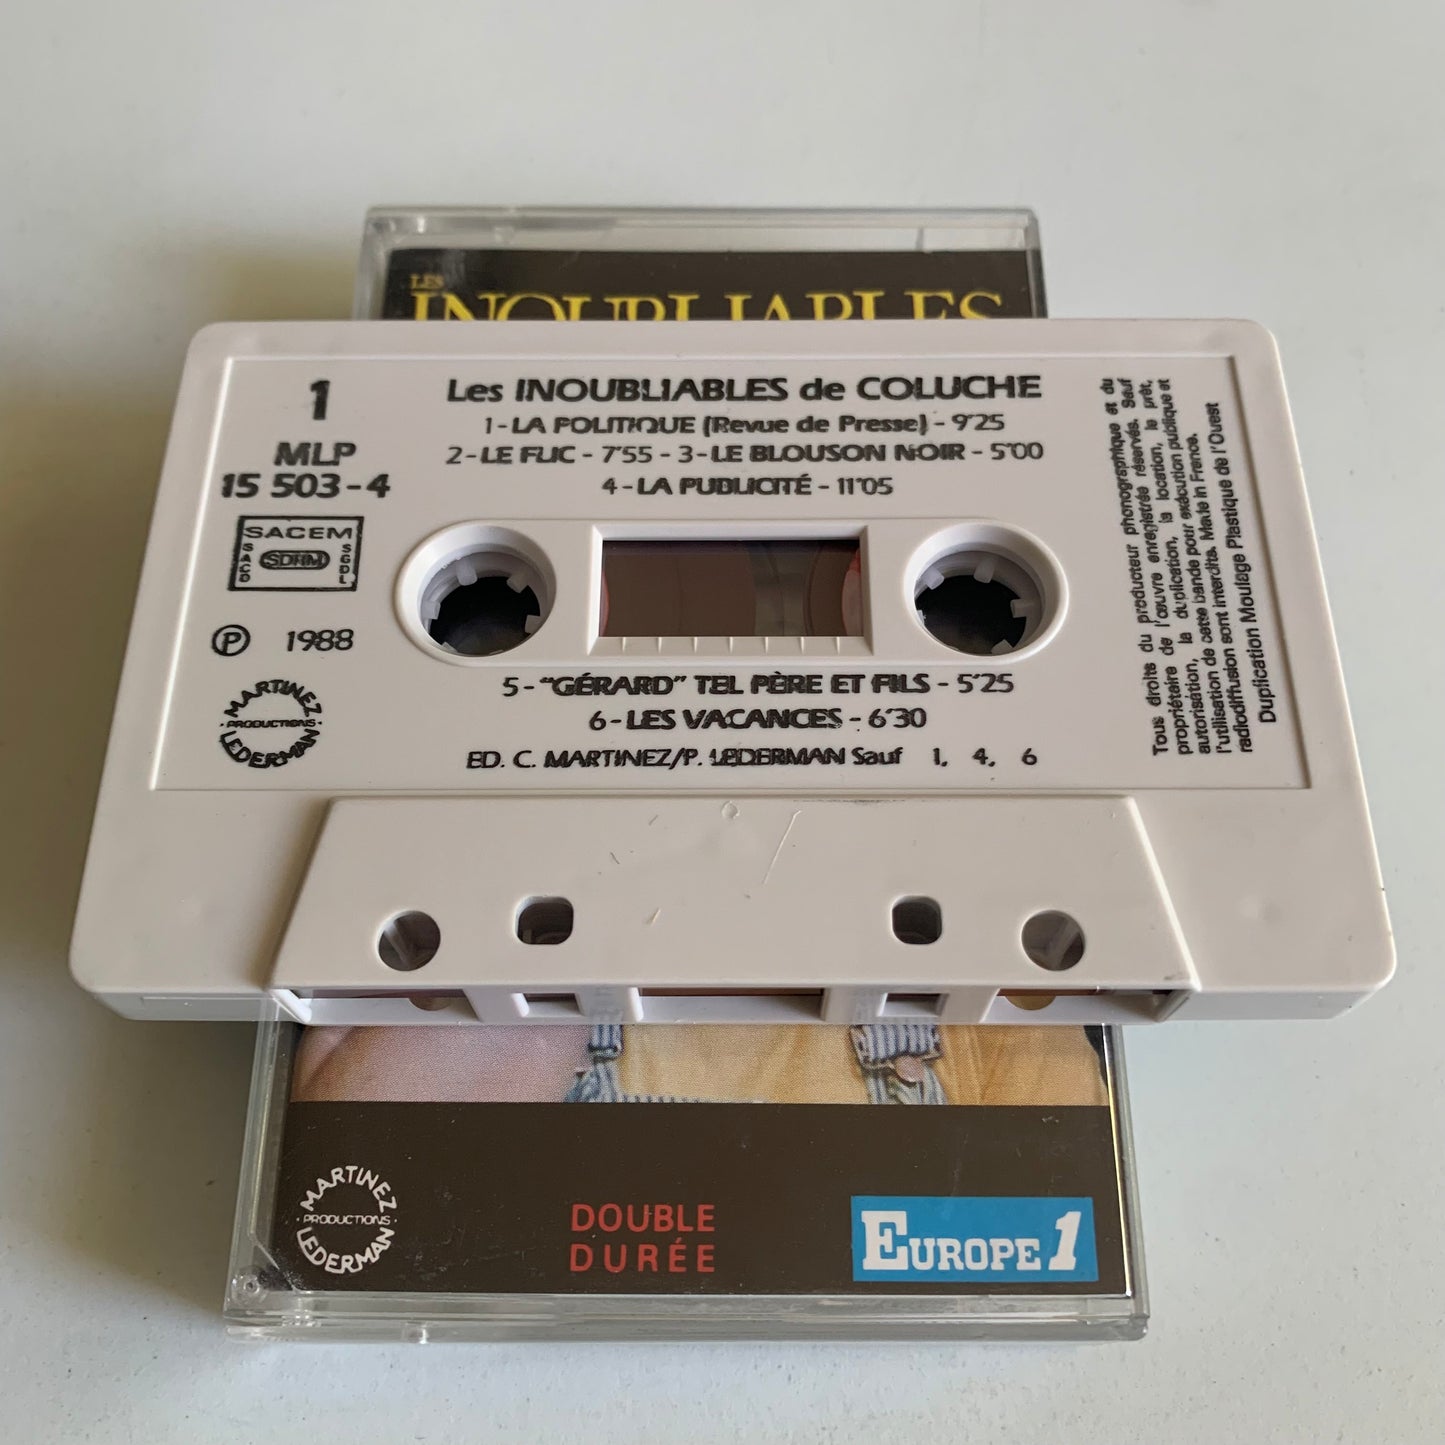 LES
INOUBLIABLES
1
MLP
15 503-4
SACEM
SACD
SDRM
SGDL
℗ 1988
MARTINEZ
PRODUCTIONS
LEDERMAN
Les INOUBLIABLES de COLUCHE
1-LA POLITIQUE (Revue de Presse) - 9'25
2-LE FLIC - 7'55 - 3-LE BLOUSON NOIR - 5'00
4-LA PUBLICITÉ - 11'05
5-"GÉRARD" TEL PÈRE ET FILS - 5'25
6-LES VACANCES - 6'30
ED. C. MARTINEZ/P. LEDERMAN Sauf 1, 4, 6
Tous droits du producteur phonographique et du
propriétaire de l'œuvre enregistrée réservés. Sauf
autorisation, la duplication, la location, le prêt,
l'utilisation de cette bande pour exécution publique et
radiodiffusion sont interdits. Made in France.
Duplication Moulage Plastique de l'Ouest
MARTINEZ
PRODUCTIONS
LEDERMAN
DOUBLE
DURÉE
EUROPE 1